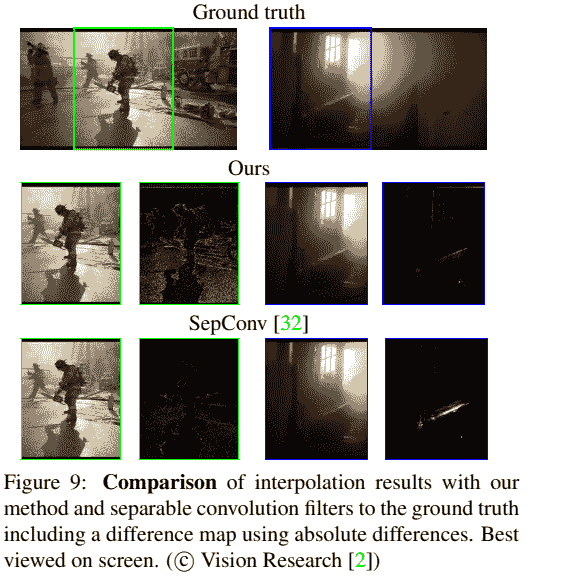 Ground truth
Ours
SepConv [32]
Figure 9: Comparison of interpolation results with our
method and separable convolution filters to the ground truth
including a difference map using absolute differences. Best
viewed on screen. (© Vision Research [2])